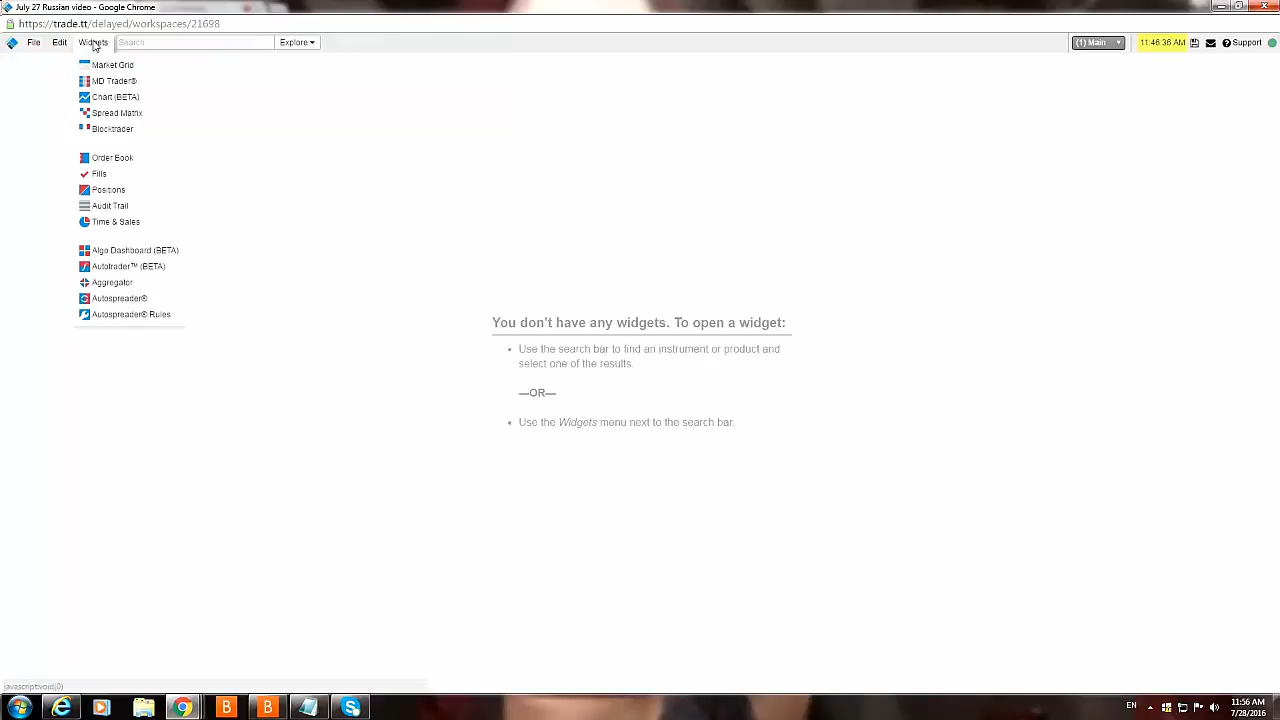 July 27 Russian video - Google Chrome
https://trade.tt/delayed/workspaces/21698
File Edit Widgets Search Explore (1) Main 11:46:36 AM Support
Market Grid
MD Trader®
Chart (BETA)
Spread Matrix
Blocktrader
Order Book
Fills
Positions
Audit Trail
Time & Sales
Algo Dashboard (BETA)
Autotrader™ (BETA)
Aggregator
Autospreader®
Autospreader® Rules
You don't have any widgets. To open a widget:
• Use the search bar to find an instrument or product and
select one of the results.
—OR—
• Use the Widgets menu next to the search bar.
javascript:void(0)
EN 11:56 AM
7/28/2016